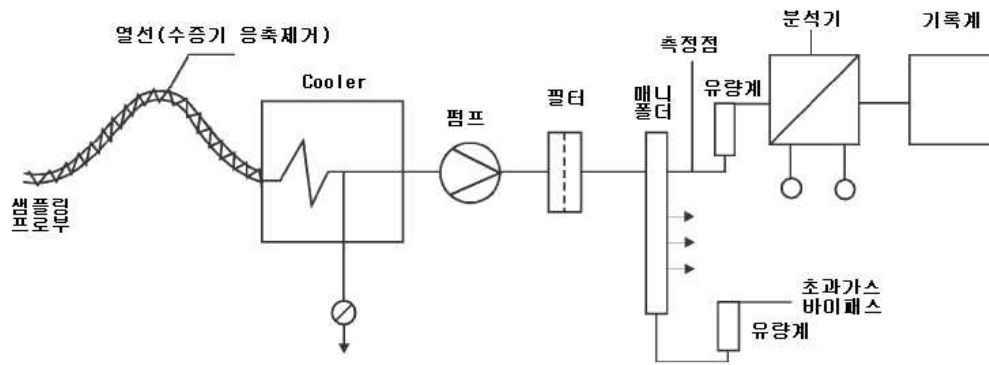 열선(수증기 응축제거)
Cooler
펌프
필터
매니
폴더
측정점
유량계
분석기
기록계
샘플링
프로부
초과가스
바이패스
유량계